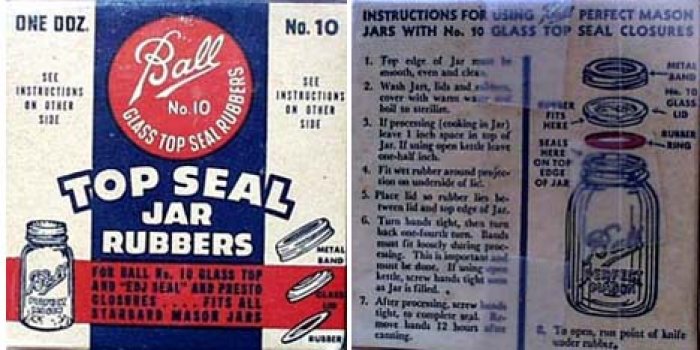 ONE DOZ.
No. 10
Ball
No. 10
GLASS TOP SEAL RUBBERS
SEE
INSTRUCTIONS
ON OTHER
SIDE
SEE
INSTRUCTIONS
ON OTHER
SIDE
TOP SEAL
JAR
RUBBERS
METAL
BAND
GLASS
LID
RUBBER
Ball
PERFECT
MASON
FOR BALL No. 10 GLASS TOP
AND "EDJ SEAL" AND PRESTO
CLOSURES .... FITS ALL
STANDARD MASON JARS
INSTRUCTIONS FOR USING Ball PERFECT MASON
JARS WITH No. 10 GLASS TOP SEAL CLOSURES
1. Top edge of Jar must be
smooth, even and clean.
2. Wash Jars, lids and rubbers,
cover with warm water and
boil to sterilize.
3. If processing (cooking in Jar)
leave 1 inch space in top of
Jar. If using open kettle leave
one-half inch.
4. Fit wet rubber around projec-
tion on underside of lid.
5. Place lid so rubber lies be-
tween lid and top edge of Jar.
6. Turn bands tight, then turn
back one-fourth turn. Bands
must fit loosely during proc-
essing. This is important and
must be done. If using open
kettle, screw bands tight soon
as Jar is filled.
7. After processing, screw bands
tight, to complete seal. Re-
move bands 12 hours after
canning.
METAL
BAND
No. 10
GLASS
LID
RUBBER
FITS
HERE
RUBBER
RING
SEALS
HERE
ON TOP
EDGE
OF JAR
Ball
PERFECT
MASON
8. To open, run point of knife
under rubber.